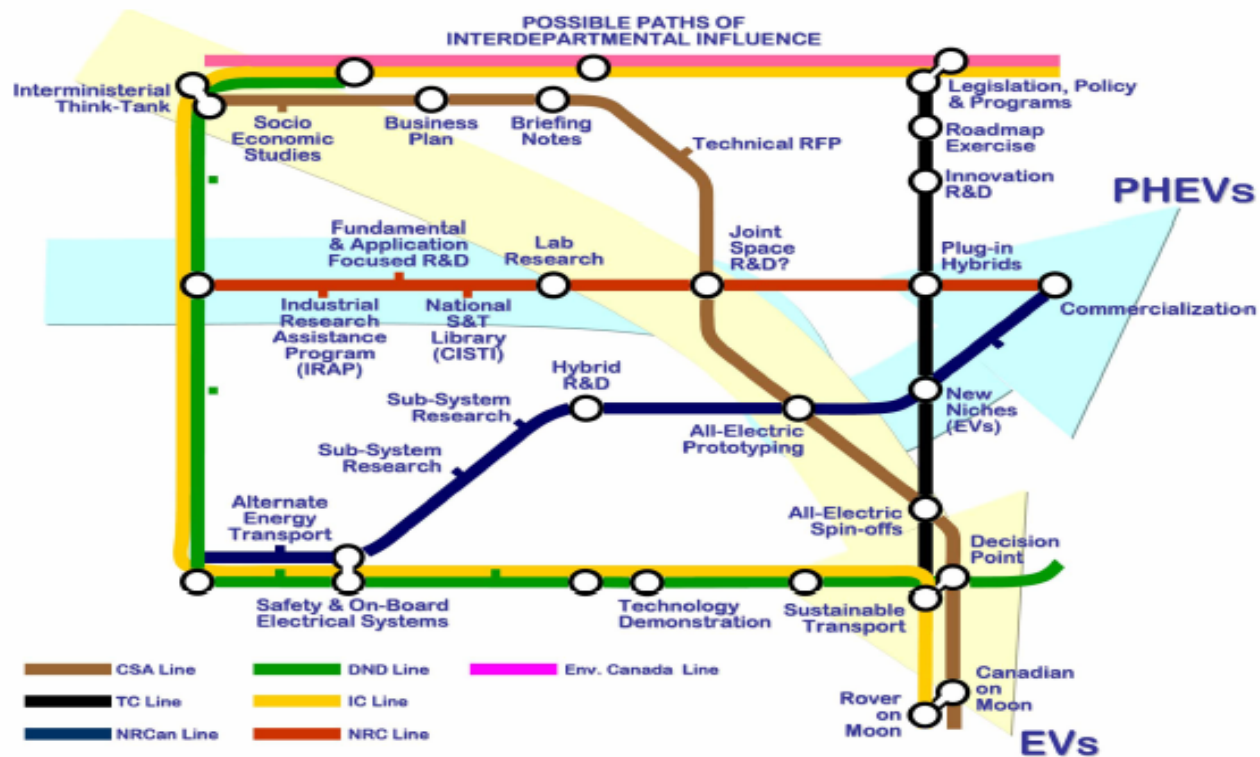 POSSIBLE PATHS OF
INTERDEPARTMENTAL INFLUENCE
Interministerial
Think-Tank
Socio
Economic
Studies
Business
Plan
Briefing
Notes
Technical RFP
Legislation, Policy
& Programs
Roadmap
Exercise
Innovation
R&D
PHEVs
Fundamental
& Application
Focused R&D
Lab
Research
Joint
Space
R&D?
Plug-in
Hybrids
Commercialization
Industrial
Research
Assistance
Program
(IRAP)
National
S&T
Library
(CISTI)
Hybrid
R&D
Sub-System
Research
Sub-System
Research
All-Electric
Prototyping
New
Niches
(EVs)
Alternate
Energy
Transport
All-Electric
Spin-offs
Decision
Point
Safety & On-Board
Electrical Systems
Technology
Demonstration
Sustainable
Transport
Canadian
on
Moon
Rover
on
Moon
EVs
CSA Line
DND Line
Env. Canada Line
TC Line
IC Line
NRCan Line
NRC Line